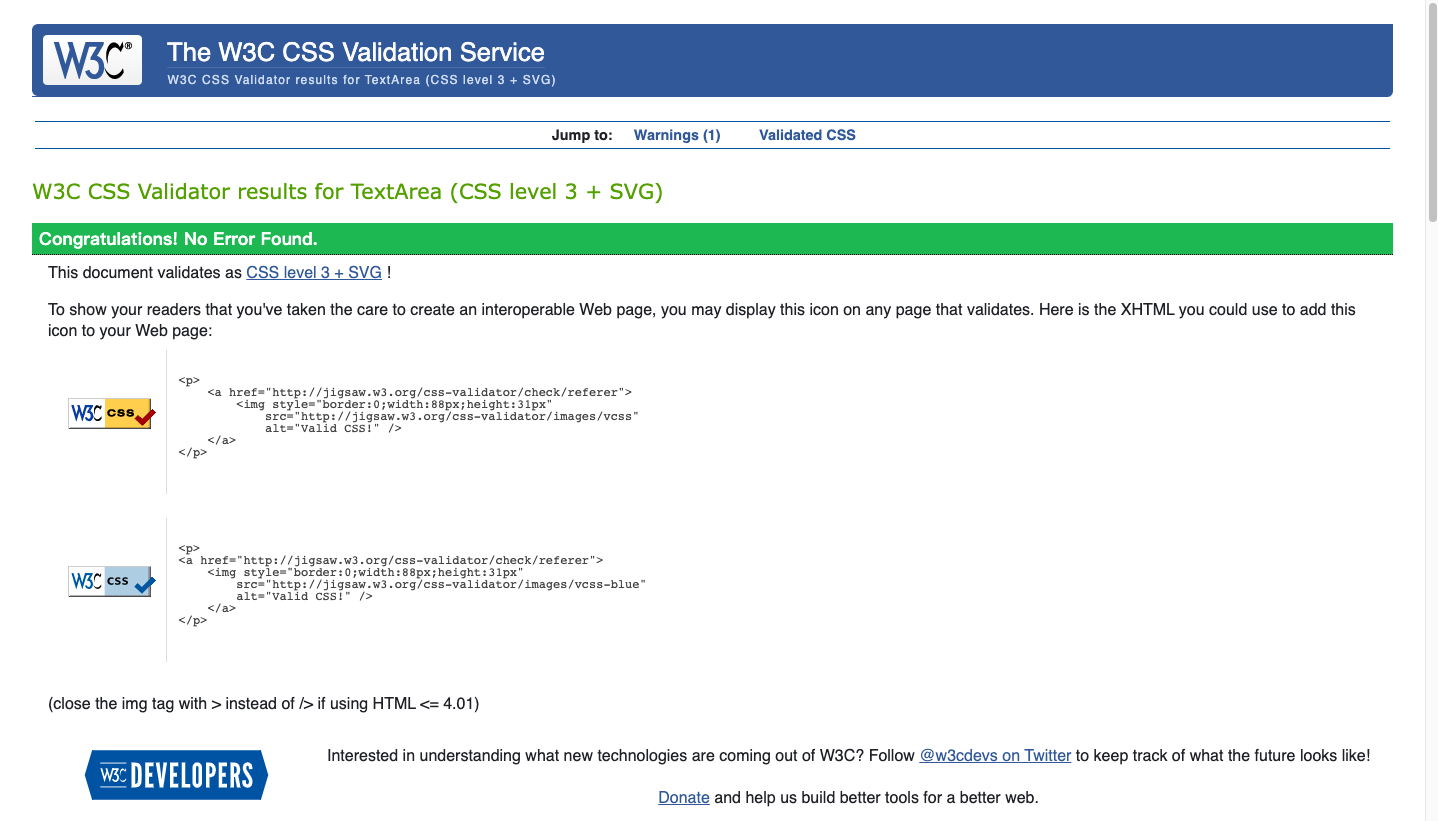 W3C®
The W3C CSS Validation Service
W3C CSS Validator results for TextArea (CSS level 3 + SVG)
Jump to: Warnings (1) Validated CSS
W3C CSS Validator results for TextArea (CSS level 3 + SVG)
Congratulations! No Error Found.
This document validates as CSS level 3 + SVG !
To show your readers that you've taken the care to create an interoperable Web page, you may display this icon on any page that validates. Here is the XHTML you could use to add this
icon to your Web page:
W3C css
<p>
    <a href="http://jigsaw.w3.org/css-validator/check/referer">
        <img style="border:0;width:88px;height:31px"
            src="http://jigsaw.w3.org/css-validator/images/vcss"
            alt="Valid CSS!" />
    </a>
</p>
W3C css
<p>
<a href="http://jigsaw.w3.org/css-validator/check/referer">
    <img style="border:0;width:88px;height:31px"
        src="http://jigsaw.w3.org/css-validator/images/vcss-blue"
        alt="Valid CSS!" />
    </a>
</p>
(close the img tag with > instead of /> if using HTML <= 4.01)
W3C DEVELOPERS
Interested in understanding what new technologies are coming out of W3C? Follow @w3cdevs on Twitter to keep track of what the future looks like!
Donate and help us build better tools for a better web.